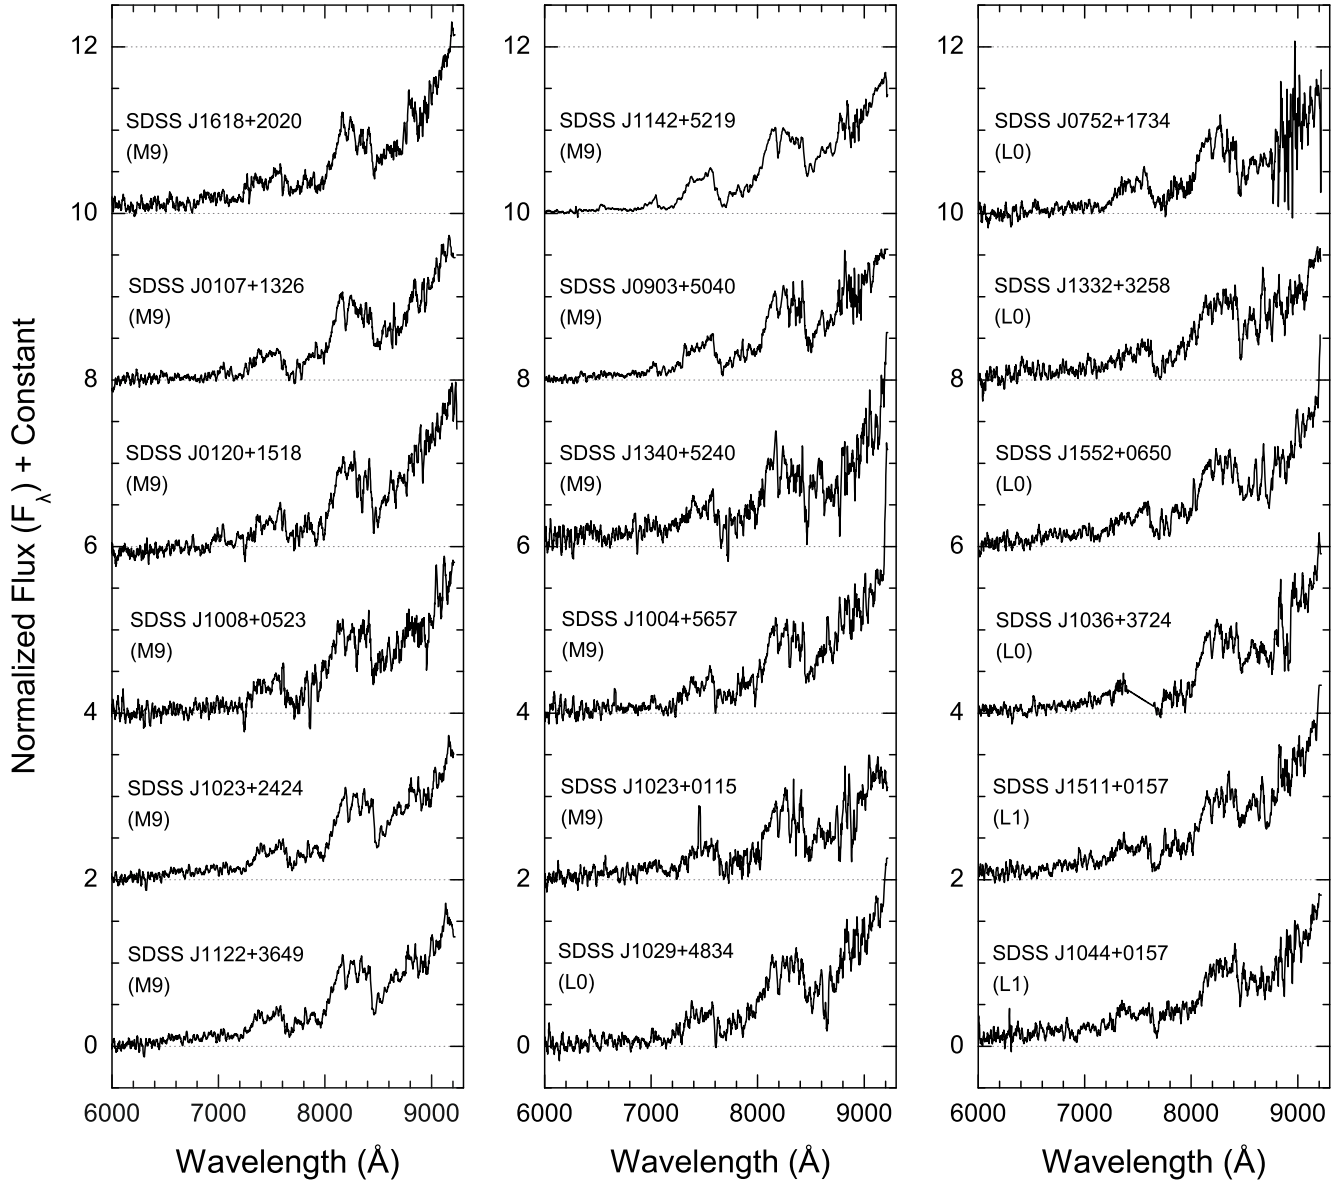 Normalized Flux (Fλ) + Constant
12
10
8
6
4
2
0
SDSS J1618+2020
(M9)
SDSS J0107+1326
(M9)
SDSS J0120+1518
(M9)
SDSS J1008+0523
(M9)
SDSS J1023+2424
(M9)
SDSS J1122+3649
(M9)
6000 7000 8000 9000
Wavelength (Å)
12
10
8
6
4
2
0
SDSS J1142+5219
(M9)
SDSS J0903+5040
(M9)
SDSS J1340+5240
(M9)
SDSS J1004+5657
(M9)
SDSS J1023+0115
(M9)
SDSS J1029+4834
(L0)
6000 7000 8000 9000
Wavelength (Å)
12
10
8
6
4
2
0
SDSS J0752+1734
(L0)
SDSS J1332+3258
(L0)
SDSS J1552+0650
(L0)
SDSS J1036+3724
(L0)
SDSS J1511+0157
(L1)
SDSS J1044+0157
(L1)
6000 7000 8000 9000
Wavelength (Å)